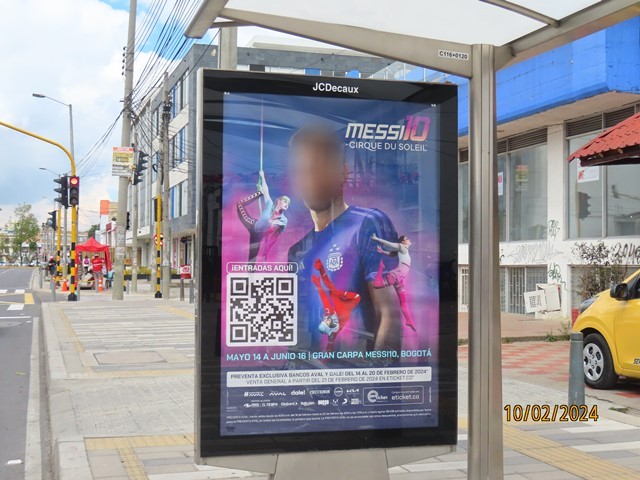 C116+0120
JCDecaux
MESSI10
-CIRQUE DU SOLEIL
¡ENTRADAS AQUÍ!
MAYO 14 A JUNIO 16 | GRAN CARPA MESSI10, BOGOTÁ
PREVENTA EXCLUSIVA BANCOS AVAL Y DALE! DEL 14 AL 20 DE FEBRERO DE 2024*
VENTA GENERAL A PARTIR DEL 21 DE FEBRERO DE 2024 EN ETICKET.CO*
AVAL
dale!
eticket.co
10/02/2024